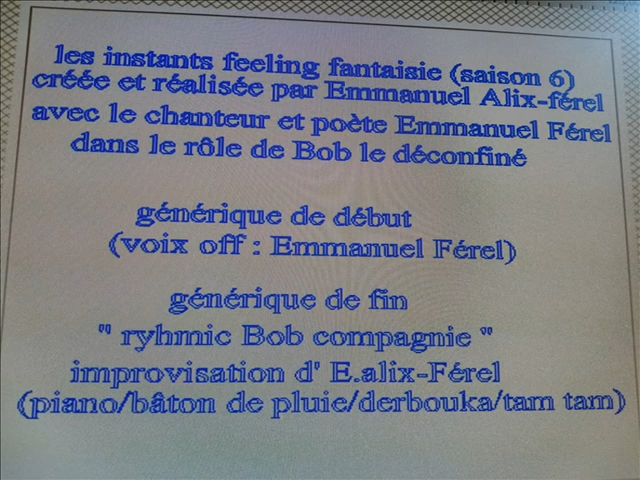 les instants feeling fantaisie (saison 6)
créée et réalisée par Emmanuel Alix-férel
avec le chanteur et poète Emmanuel Férel
dans le rôle de Bob le déconfiné
générique de début
(voix off : Emmanuel Férel)
générique de fin
" ryhmic Bob compagnie "
improvisation d' E.alix-Férel
(piano/bâton de pluie/derbouka/tam tam)